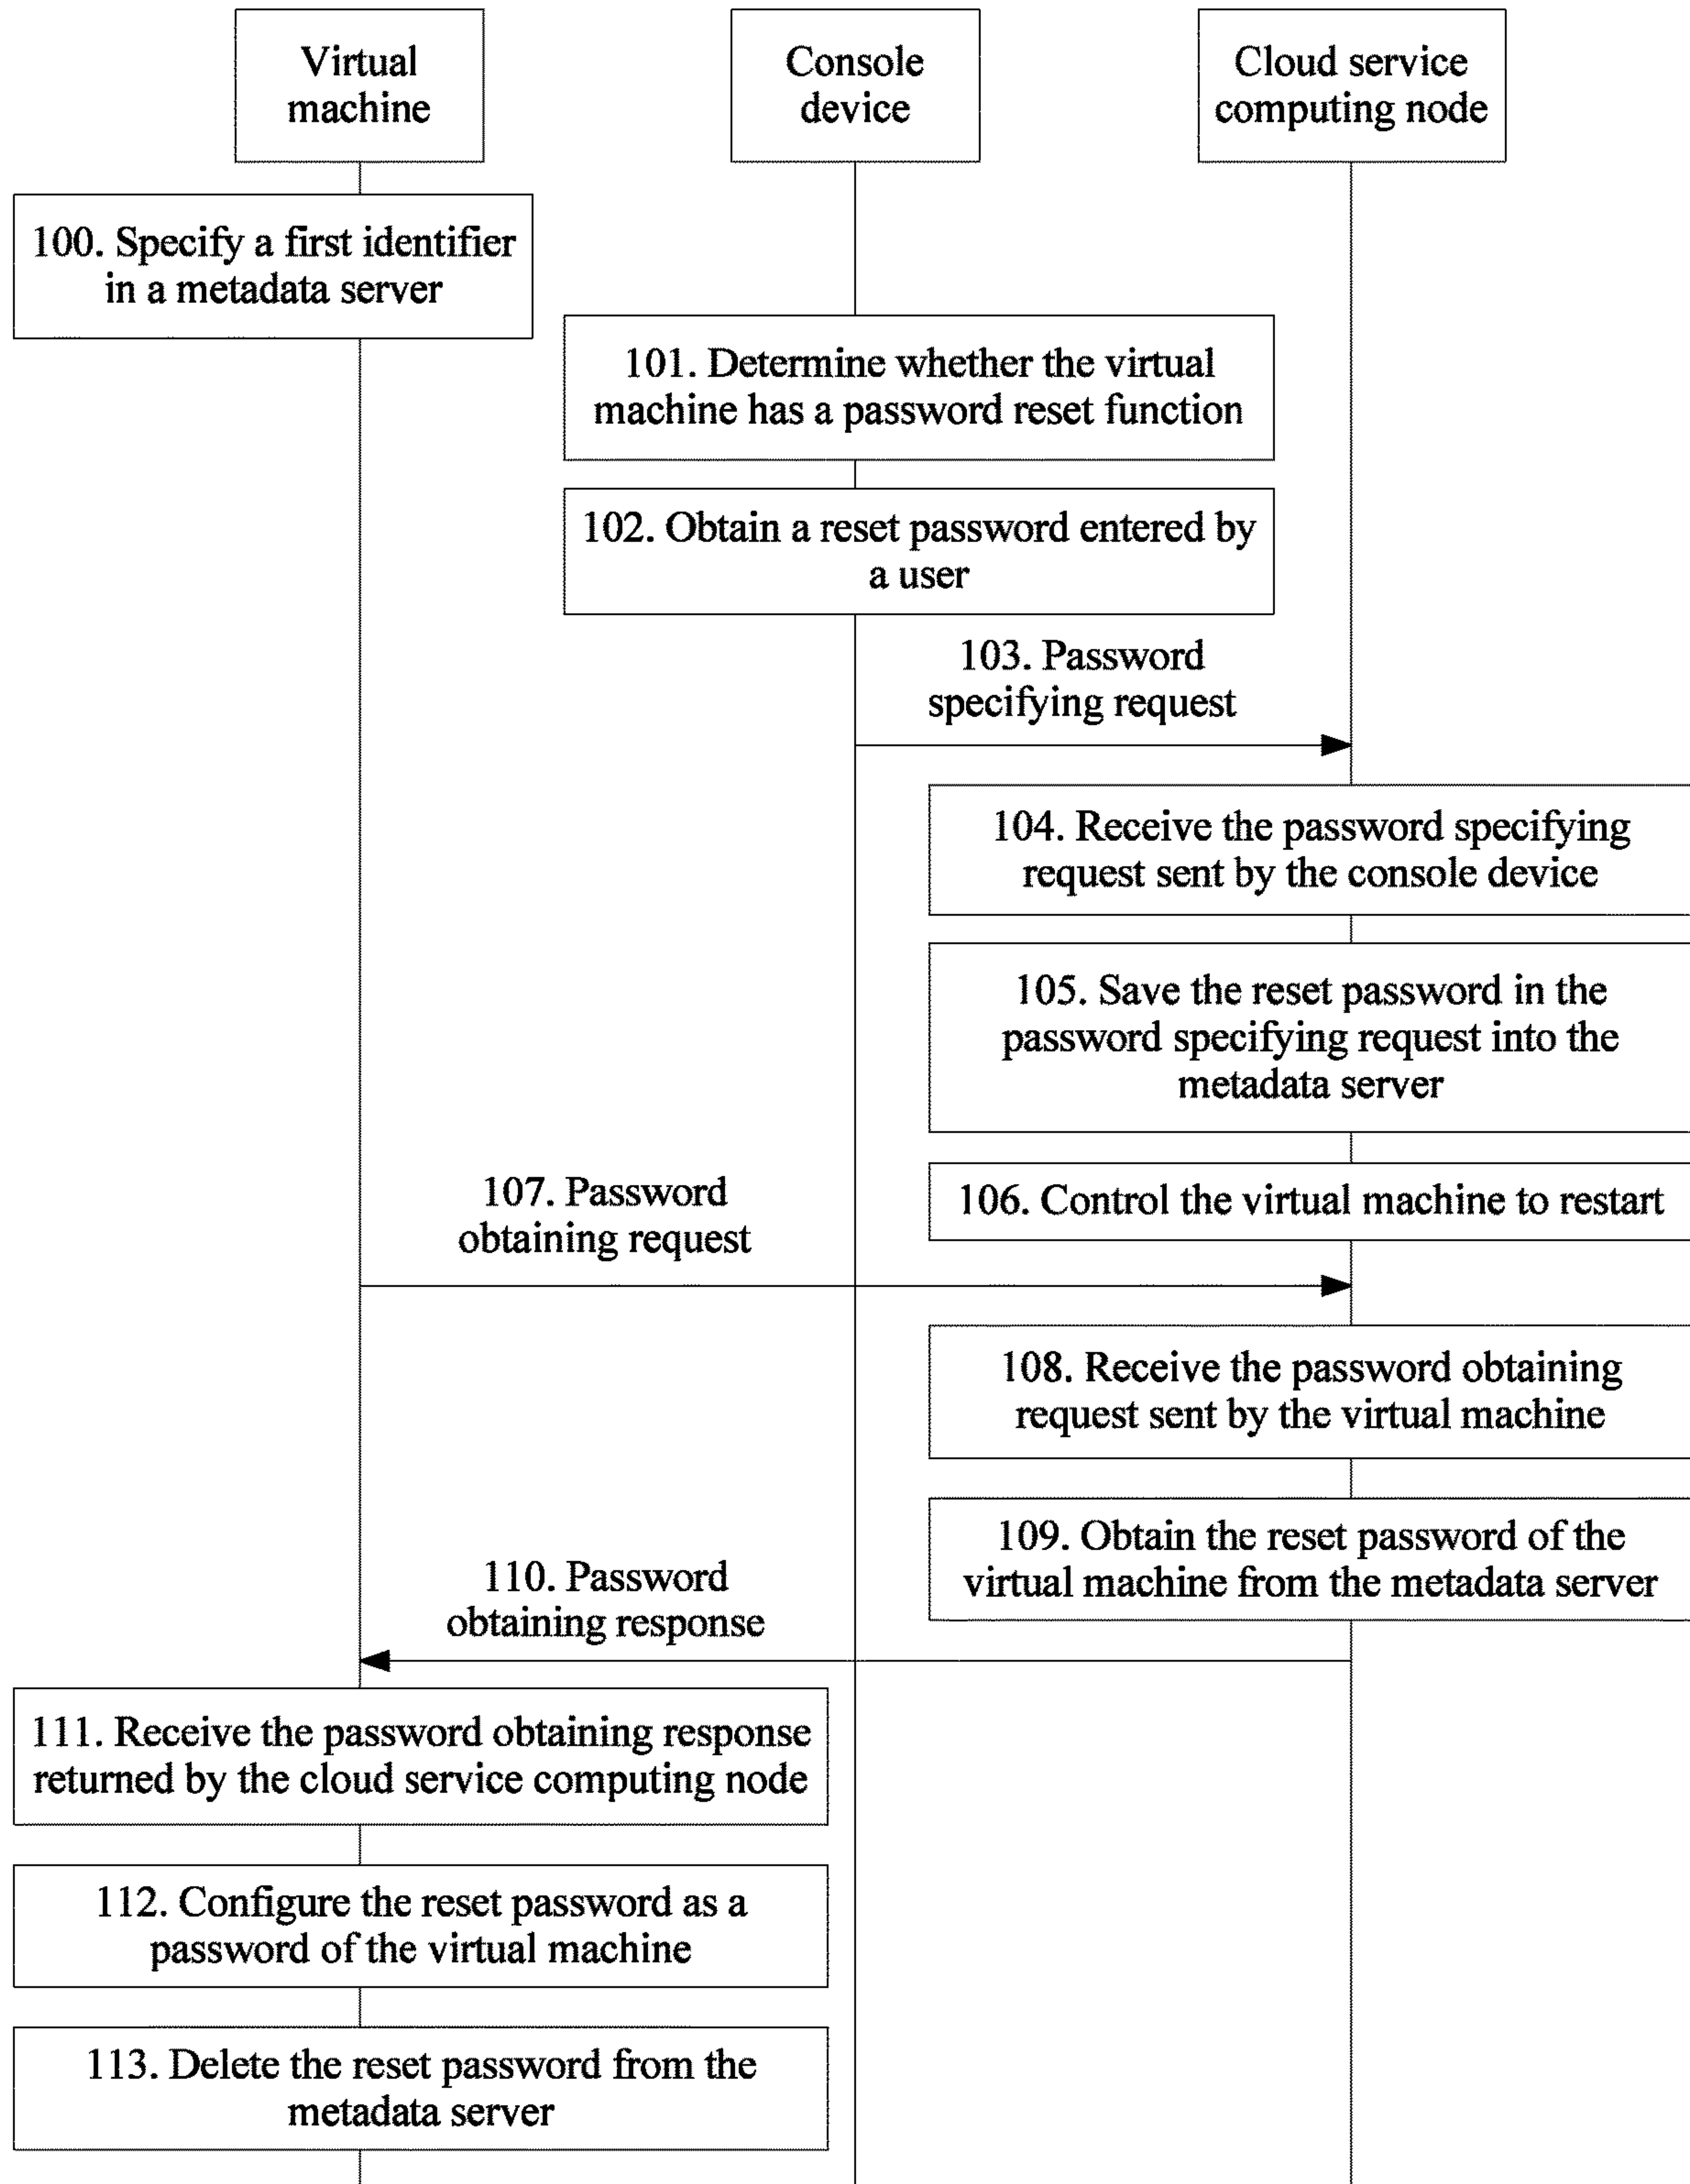 Virtual
machine
Console
device
Cloud service
computing node
100. Specify a first identifier
in a metadata server
101. Determine whether the virtual
machine has a password reset function
102. Obtain a reset password entered by
a user
103. Password
specifying request
104. Receive the password specifying
request sent by the console device
105. Save the reset password in the
password specifying request into the
metadata server
106. Control the virtual machine to restart
107. Password
obtaining request
108. Receive the password obtaining
request sent by the virtual machine
109. Obtain the reset password of the
virtual machine from the metadata server
110. Password
obtaining response
111. Receive the password obtaining response
returned by the cloud service computing node
112. Configure the reset password as a
password of the virtual machine
113. Delete the reset password from the
metadata server